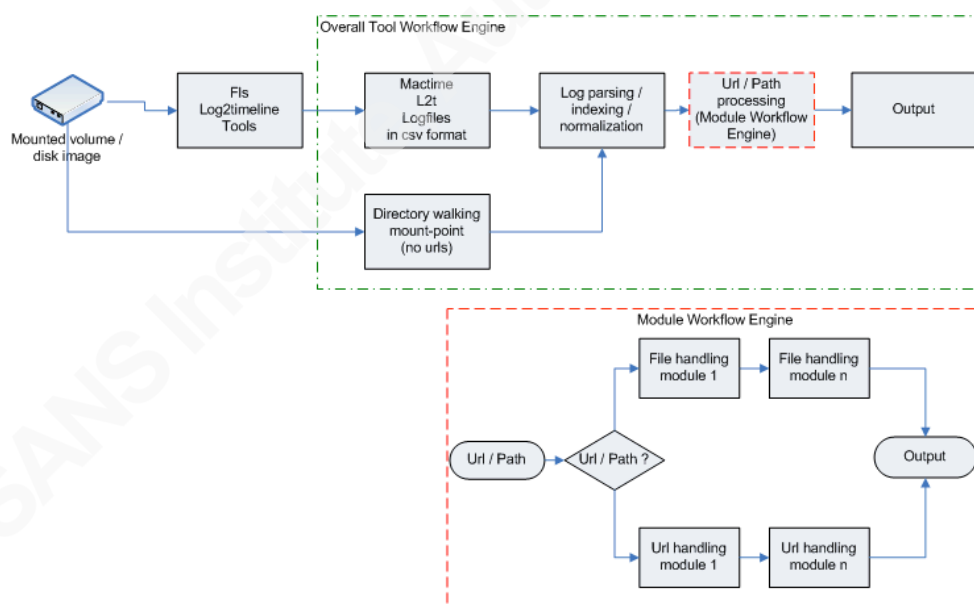 Overall Tool Workflow Engine
Mounted volume /
disk image
Fls
Log2timeline
Tools
Mactime
L2t
Logfiles
in csv format
Log parsing /
indexing /
normalization
Url / Path
processing
(Module Workflow
Engine)
Output
Directory walking
mount-point
(no urls)
Module Workflow Engine
File handling
module 1
File handling
module n
Url / Path
Url / Path ?
Output
Url handling
module 1
Url handling
module n
SANS Institute